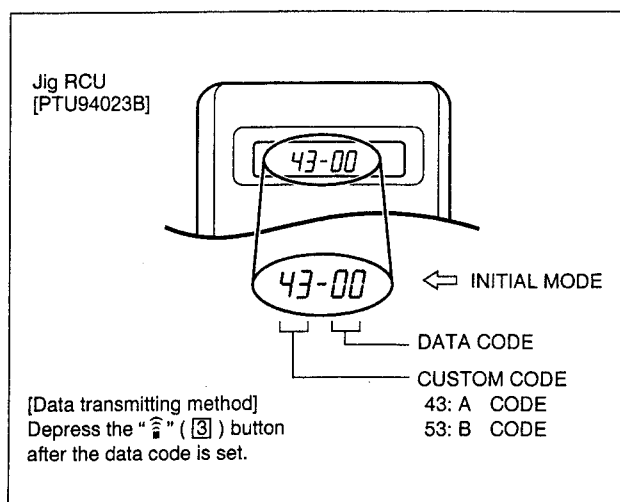 Jig RCU
[PTU94023B]
43-00
43-00
INITIAL MODE
DATA CODE
CUSTOM CODE
43: A CODE
53: B CODE
[Data transmitting method]
Depress the " " ( 3 ) button
after the data code is set.